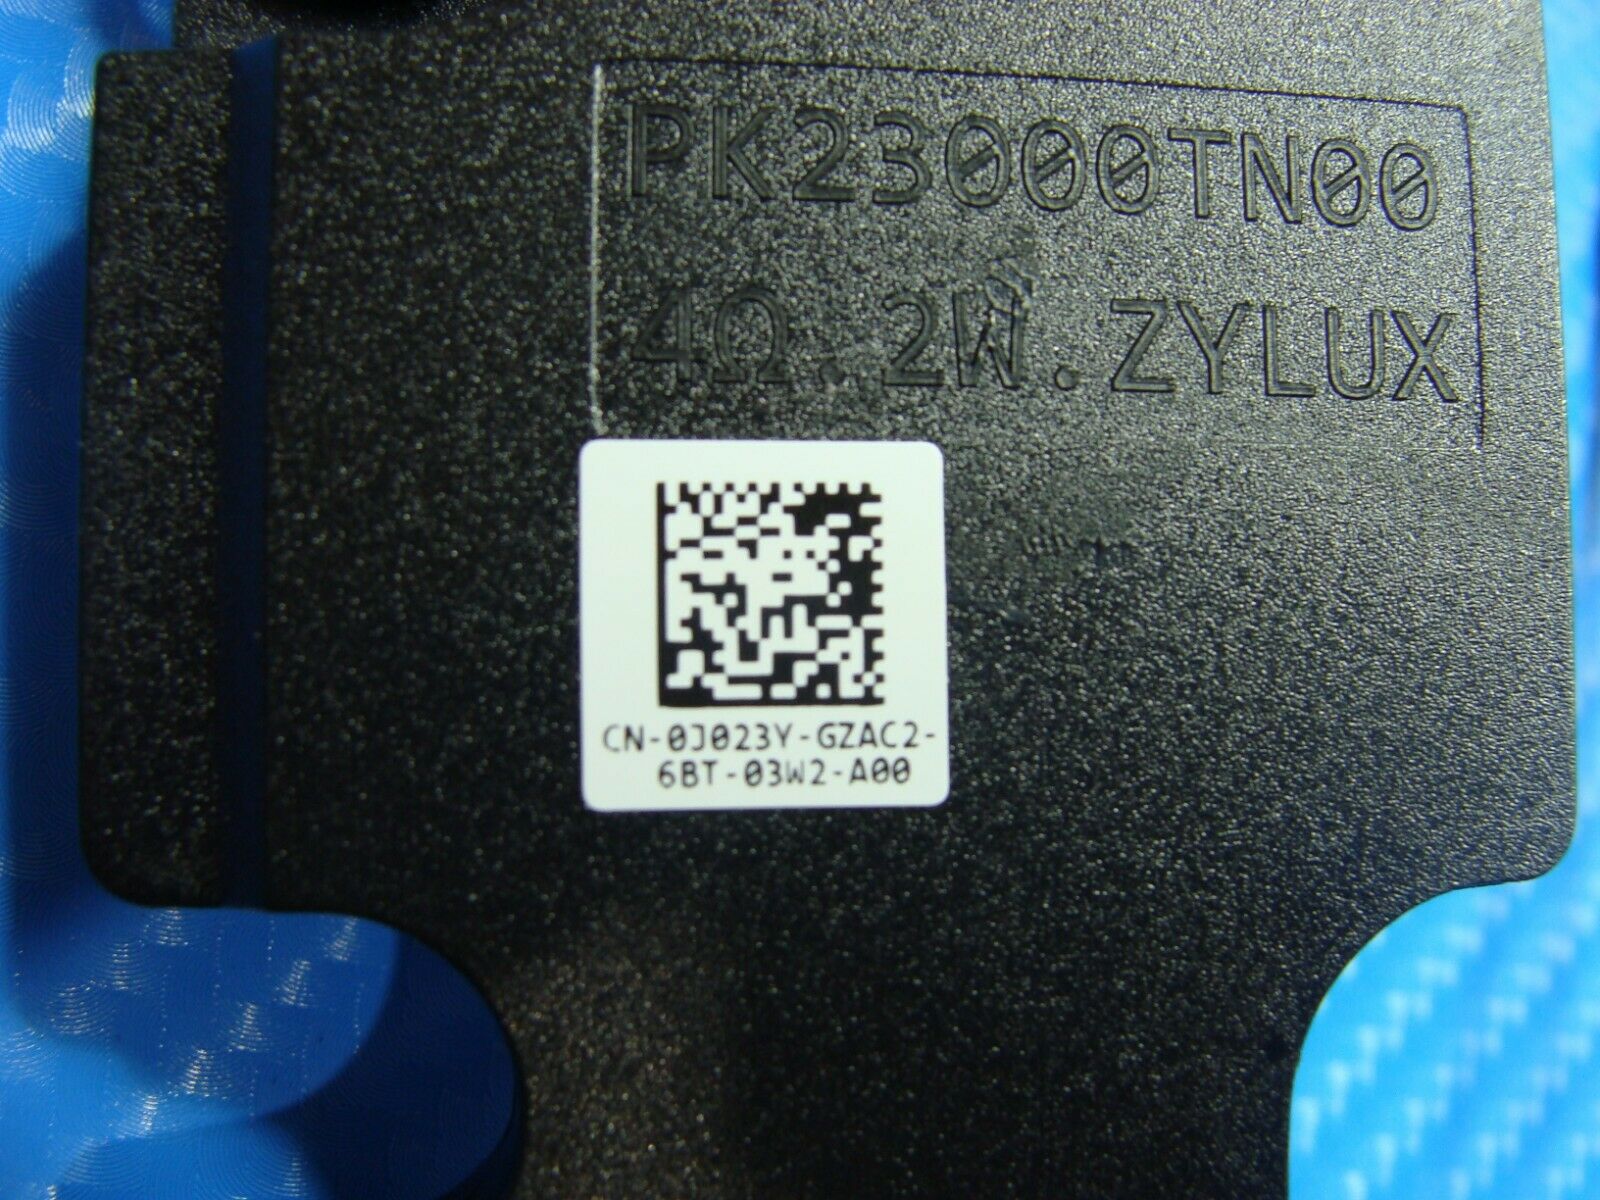 PK23000TN00
4Ω.2W.ZYLUX
CN-0J023Y-GZAC2-
6BT-03W2-A00